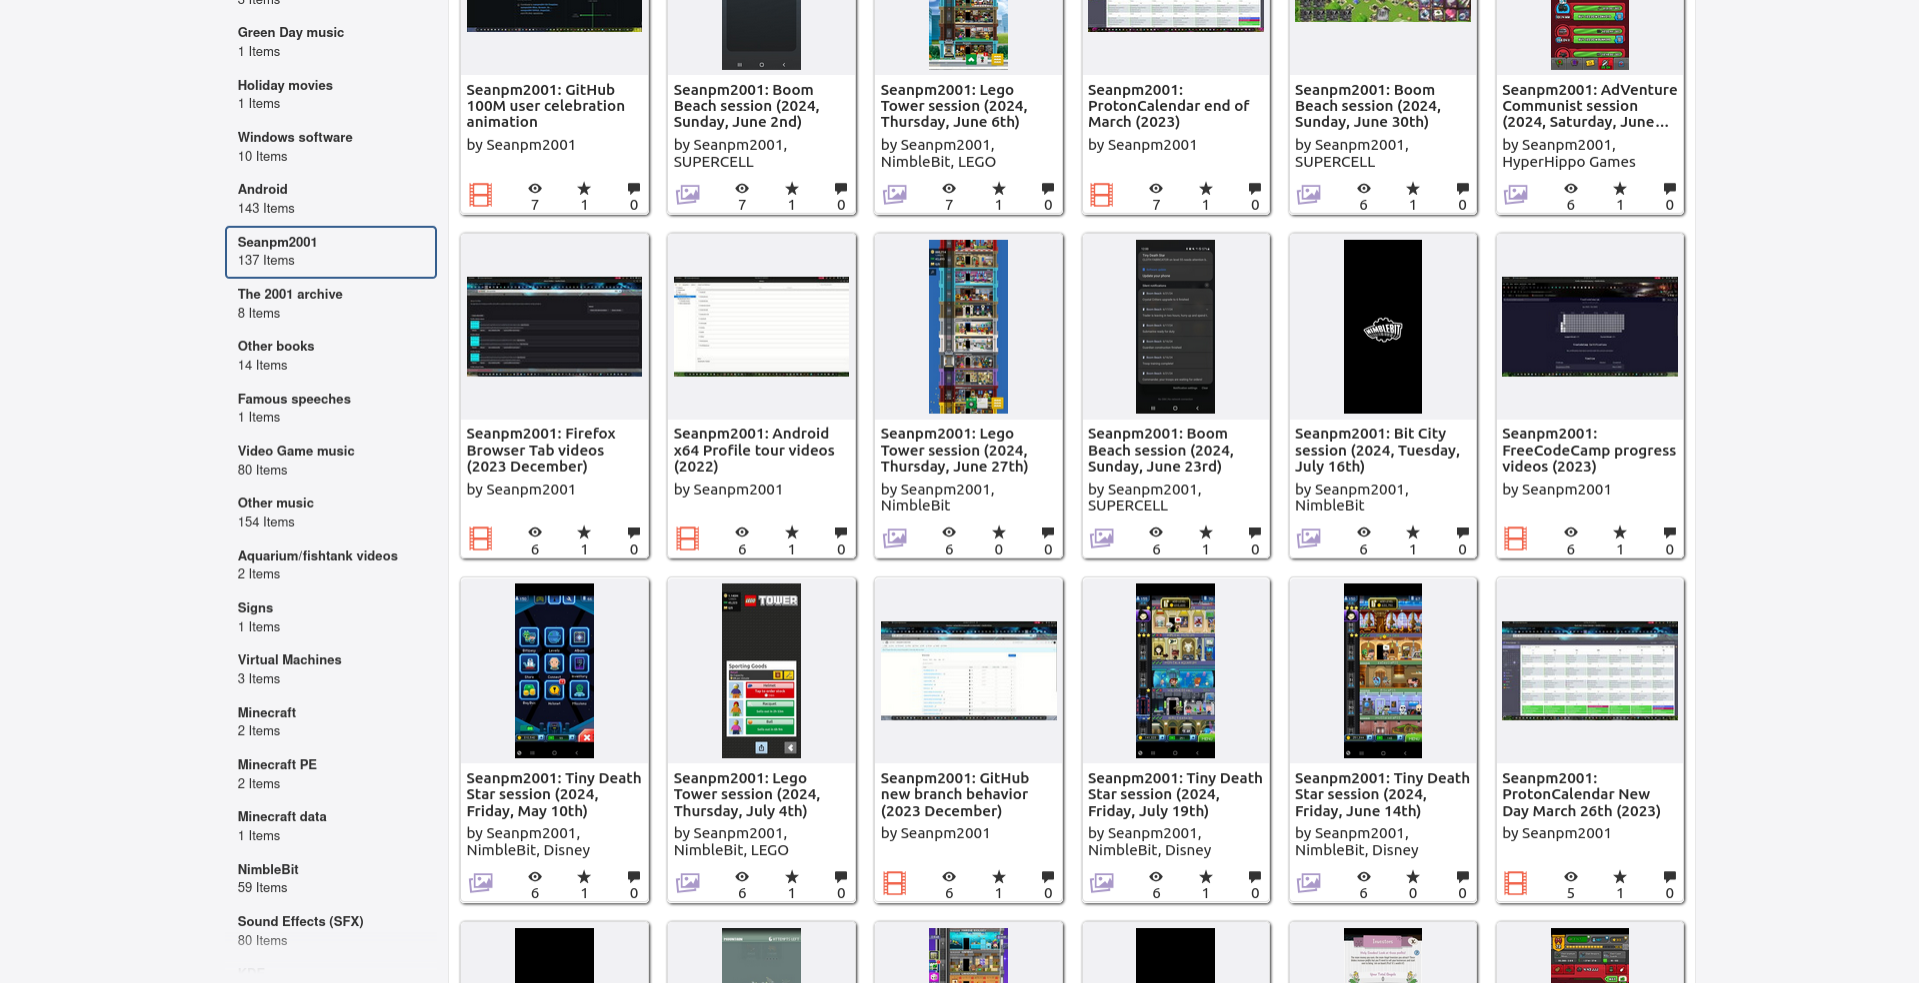 Green Day music
1 Items
Holiday movies
1 Items
Windows software
10 Items
Android
143 Items
Seanpm2001
137 Items
The 2001 archive
8 Items
Other books
14 Items
Famous speeches
1 Items
Video Game music
80 Items
Other music
154 Items
Aquarium/fishtank videos
2 Items
Signs
1 Items
Virtual Machines
3 Items
Minecraft
2 Items
Minecraft PE
2 Items
Minecraft data
1 Items
NimbleBit
59 Items
Sound Effects (SFX)
80 Items
Seanpm2001: GitHub
100M user celebration
animation
by Seanpm2001
7 1 0
Seanpm2001: Boom
Beach session (2024,
Sunday, June 2nd)
by Seanpm2001,
SUPERCELL
7 1 0
Seanpm2001: Lego
Tower session (2024,
Thursday, June 6th)
by Seanpm2001,
NimbleBit, LEGO
7 1 0
Seanpm2001:
ProtonCalendar end of
March (2023)
by Seanpm2001
7 1 0
Seanpm2001: Boom
Beach session (2024,
Sunday, June 30th)
by Seanpm2001,
SUPERCELL
6 1 0
Seanpm2001: AdVenture
Communist session
(2024, Saturday, June...
by Seanpm2001,
HyperHippo Games
6 1 0
Seanpm2001: Firefox
Browser Tab videos
(2023 December)
by Seanpm2001
6 1 0
Seanpm2001: Android
x64 Profile tour videos
(2022)
by Seanpm2001
6 1 0
Seanpm2001: Lego
Tower session (2024,
Thursday, June 27th)
by Seanpm2001,
NimbleBit
6 0 0
Seanpm2001: Boom
Beach session (2024,
Sunday, June 23rd)
by Seanpm2001,
SUPERCELL
6 1 0
NIMBLEBIT
Seanpm2001: Bit City
session (2024, Tuesday,
July 16th)
by Seanpm2001,
NimbleBit
6 1 0
Seanpm2001:
FreeCodeCamp progress
videos (2023)
by Seanpm2001
6 1 0
Seanpm2001: Tiny Death
Star session (2024,
Friday, May 10th)
by Seanpm2001,
NimbleBit, Disney
6 1 0
LEGO TOWER
Sporting Goods
Seanpm2001: Lego
Tower session (2024,
Thursday, July 4th)
by Seanpm2001,
NimbleBit, LEGO
6 1 0
Seanpm2001: GitHub
new branch behavior
(2023 December)
by Seanpm2001
6 1 0
Seanpm2001: Tiny Death
Star session (2024,
Friday, July 19th)
by Seanpm2001,
NimbleBit, Disney
6 1 0
Seanpm2001: Tiny Death
Star session (2024,
Friday, June 14th)
by Seanpm2001,
NimbleBit, Disney
6 0 0
Seanpm2001:
ProtonCalendar New
Day March 26th (2023)
by Seanpm2001
5 1 0